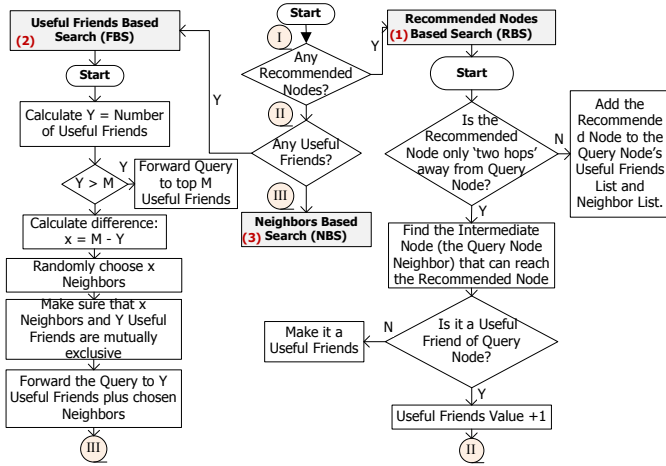 Useful Friends Based
(2) Search (FBS)
Start
Calculate Y = Number
of Useful Friends
Y > M
Y
Forward Query
to top M
Useful Friends
Calculate difference:
x = M - Y
Randomly choose x
Neighbors
Make sure that x
Neighbors and Y Useful
Friends are mutually
exclusive
Forward the Query to Y
Useful Friends plus chosen
Neighbors
III
Start
I
Any
Recommended
Nodes?
Y
II
Any Useful
Friends?
Y
III
Neighbors Based
(3) Search (NBS)
Recommended Nodes
(1) Based Search (RBS)
Start
Is the
Recommended
Node only ‘two hops’
away from Query
Node?
N
Add the
Recommende
d Node to the
Query Node's
Useful Friends
List and
Neighbor List.
Y
Find the Intermediate
Node (the Query Node
Neighbor) that can reach
the Recommended Node
Is it a Useful
Friend of Query
Node?
N
Make it a
Useful Friends
Y
Useful Friends Value +1
II